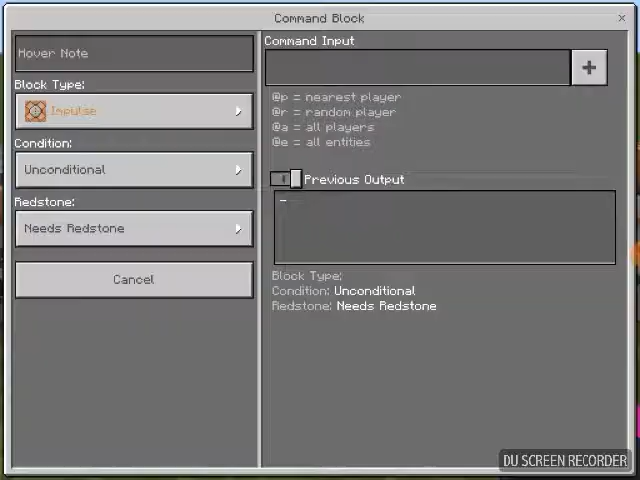 Command Block
×
Hover Note
Block Type:
Impulse
Condition:
Unconditional
Redstone:
Needs Redstone
Cancel
Command Input
+
@p = nearest player
@r = random player
@a = all players
@e = all entities
Previous Output
-
Block Type:
Condition: Unconditional
Redstone: Needs Redstone
DU SCREEN RECORDER